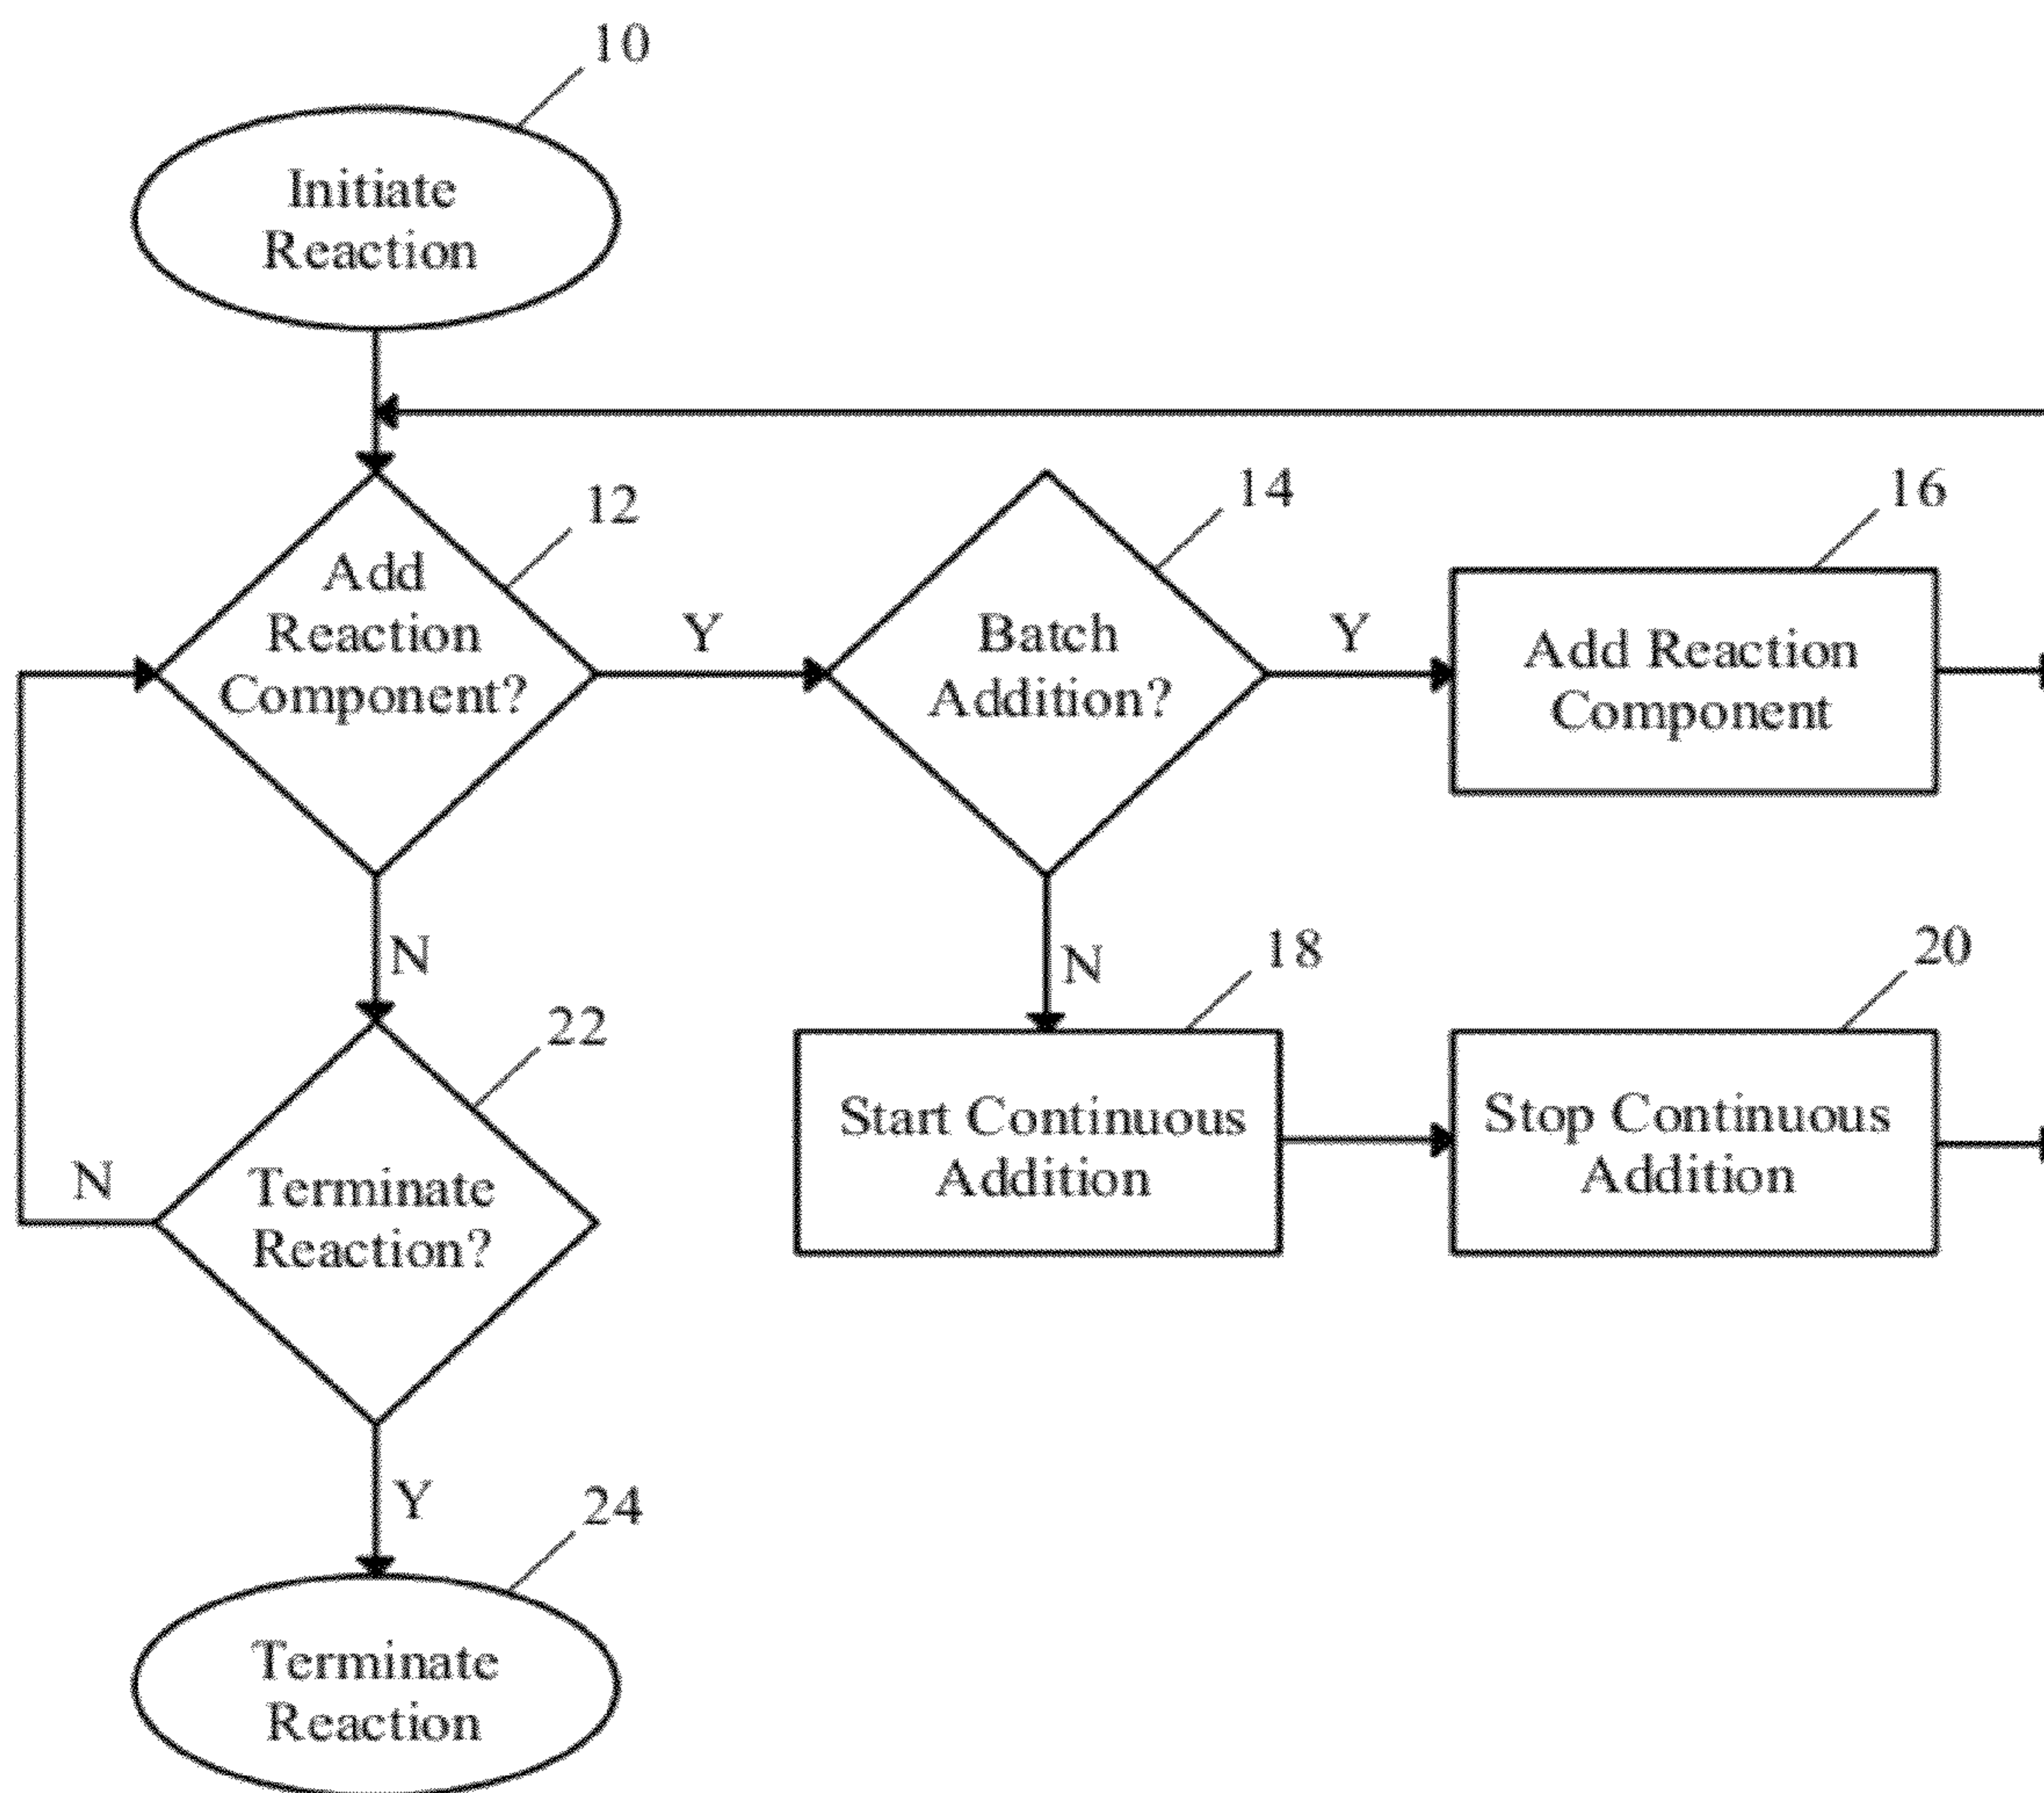 10
Initiate
Reaction
12
Add
Reaction
Component?
Y
14
Batch
Addition?
Y
16
Add Reaction
Component
N
N
18
Start Continuous
Addition
20
Stop Continuous
Addition
22
Terminate
Reaction?
N
Y
24
Terminate
Reaction